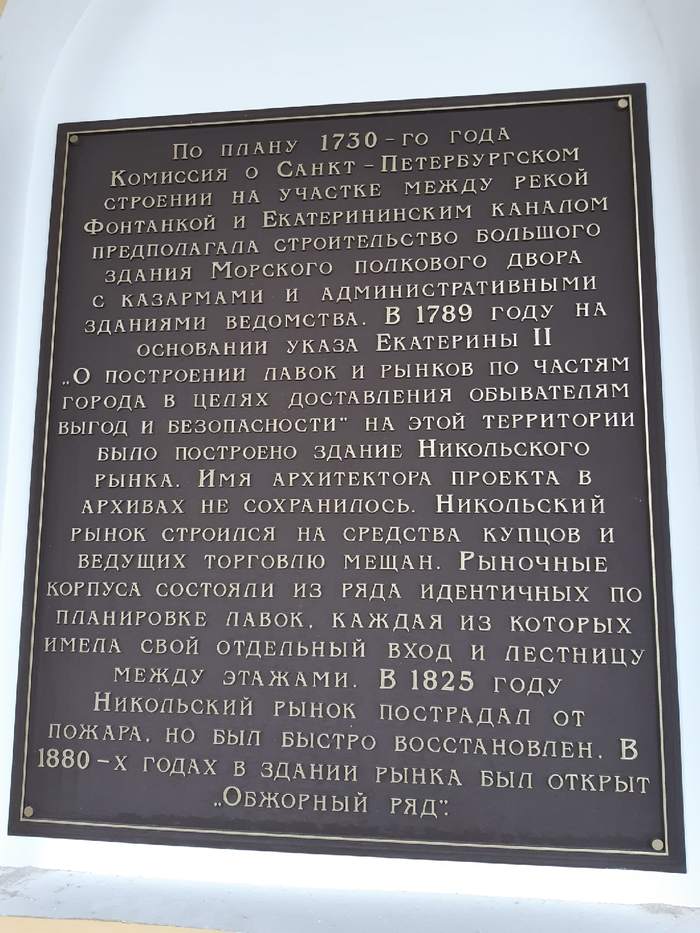 По плану 1730-го года
Комиссия о Санкт-Петербургском
строении на участке между рекой
Фонтанкой и Екатерининским каналом
предполагала строительство большого
здания Морского полкового двора
с казармами и административными
зданиями ведомства. В 1789 году на
основании указа Екатерины II
„О построении лавок и рынков по частям
города в целях доставления обывателям
выгод и безопасности" на этой территории
было построено здание Никольского
рынка. Имя архитектора проекта в
архивах не сохранилось. Никольский
рынок строился на средства купцов и
ведущих торговлю мещан. Рыночные
корпуса состояли из ряда идентичных по
планировке лавок, каждая из которых
имела свой отдельный вход и лестницу
между этажами. В 1825 году
Никольский рынок пострадал от
пожара, но был быстро восстановлен. В
1880-х годах в здании рынка был открыт
„Обжорный ряд".